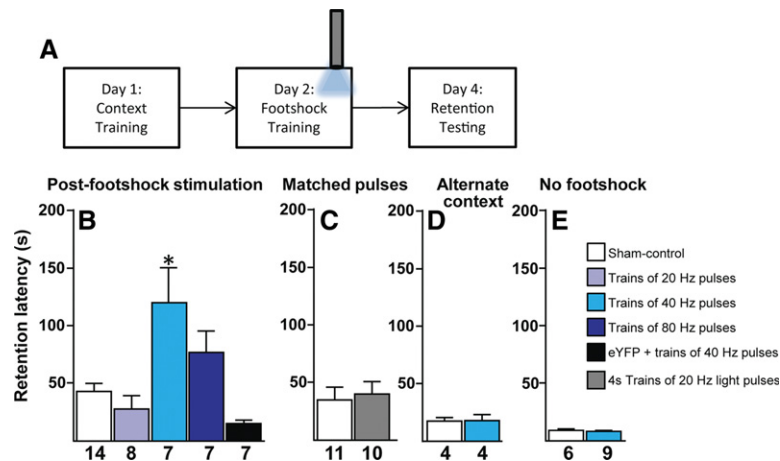 A
Day 1:
Context
Training
Day 2:
Footshock
Training
Day 4:
Retention
Testing
Post-footshock stimulation
Matched pulses
Alternate
context
No footshock
B
C
D
E
Retention latency (s)
200
150
100
50
14 8 7 7 7
200
150
100
50
11 10
200
150
100
50
4 4
200
150
100
50
6 9
*
Sham-control
Trains of 20 Hz pulses
Trains of 40 Hz pulses
Trains of 80 Hz pulses
eYFP + trains of 40 Hz pulses
4s Trains of 20 Hz light pulses